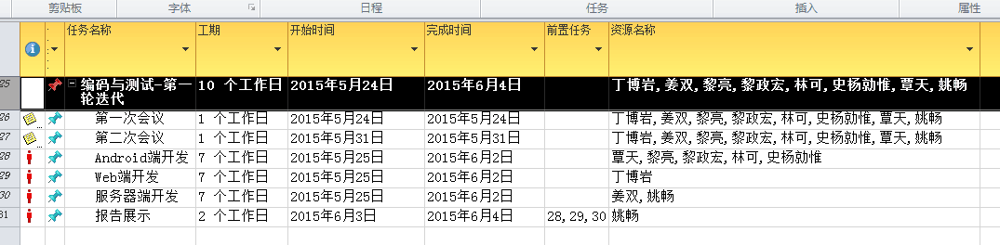 剪贴板 字体 日程 任务 插入 属性
任务名称 工期 开始时间 完成时间 前置任务 资源名称
25 编码与测试-第一轮迭代 10 个工作日 2015年5月24日 2015年6月4日 丁博岩,姜双,黎亮,黎政宏,林可,史杨勍惟,覃天,姚畅
26 第一次会议 1 个工作日 2015年5月24日 2015年5月24日 丁博岩,姜双,黎亮,黎政宏,林可,史杨勍惟,覃天,姚畅
27 第二次会议 1 个工作日 2015年5月31日 2015年5月31日 丁博岩,姜双,黎亮,黎政宏,林可,史杨勍惟,覃天,姚畅
28 Android端开发 7 个工作日 2015年5月25日 2015年6月2日 覃天,黎亮,黎政宏,林可,史杨勍惟
29 Web端开发 7 个工作日 2015年5月25日 2015年6月2日 丁博岩
30 服务器端开发 7 个工作日 2015年5月25日 2015年6月2日 姜双,姚畅
31 报告展示 2 个工作日 2015年6月3日 2015年6月4日 28,29,30 姚畅